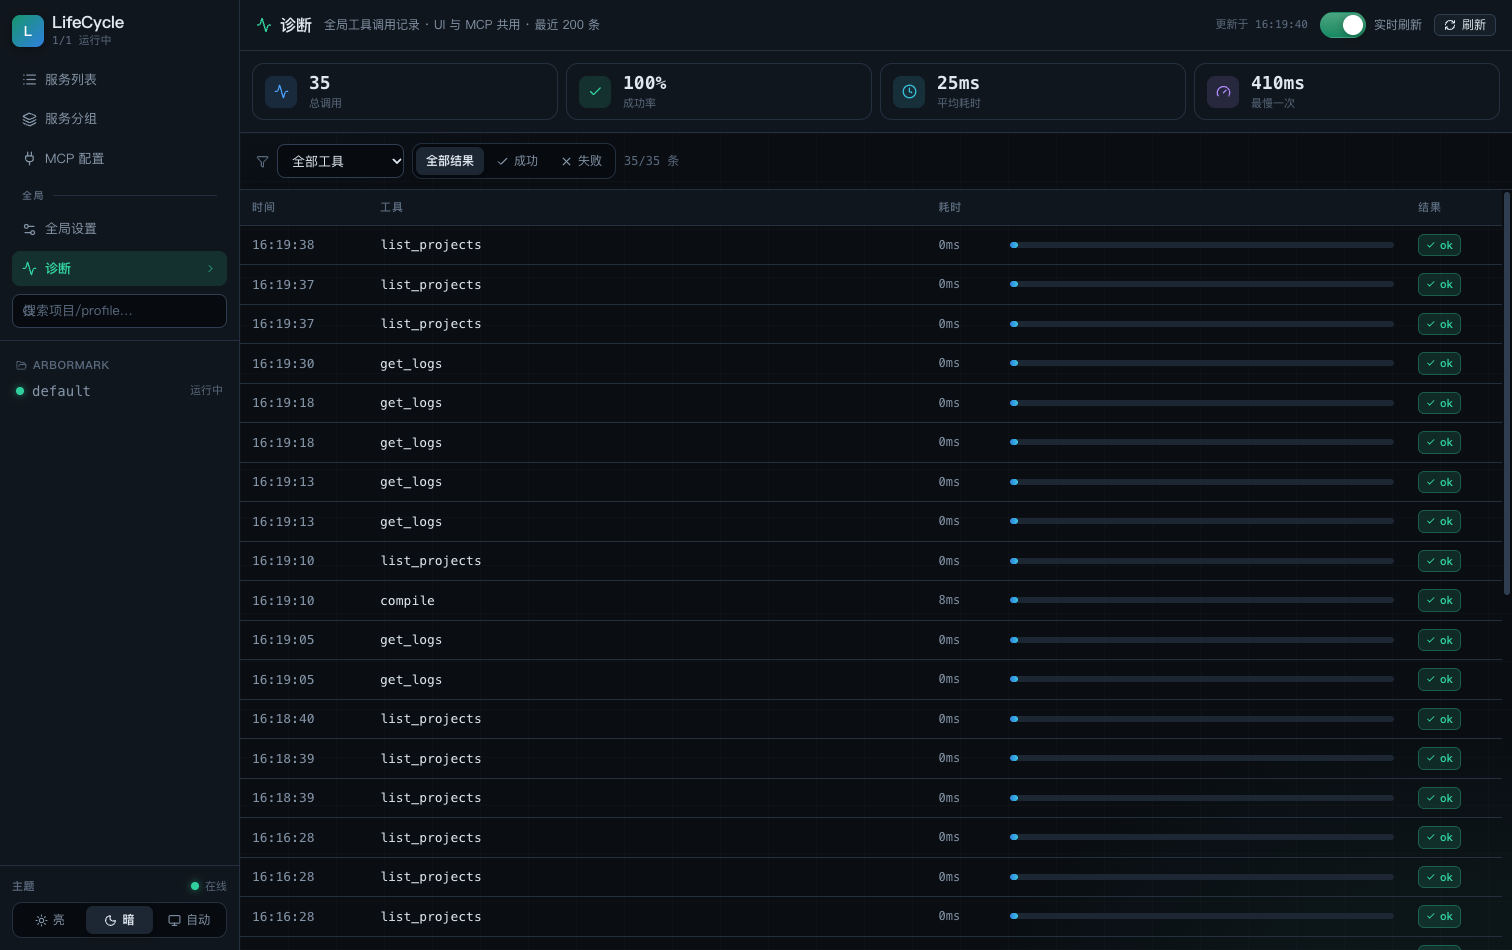 L
LifeCycle
1/1 运行中
服务列表
服务分组
MCP 配置
全局
全局设置
诊断
搜索项目/profile...
ARBORMARK
default 运行中
主题 在线
亮 暗 自动
诊断 全局工具调用记录 · UI 与 MCP 共用 · 最近 200 条 更新于 16:19:40 实时刷新 刷新
35
总调用
100%
成功率
25ms
平均耗时
410ms
最慢一次
全部工具 全部结果 成功 失败 35/35 条
时间 工具 耗时 结果
16:19:38 list_projects 0ms ok
16:19:37 list_projects 0ms ok
16:19:37 list_projects 0ms ok
16:19:30 get_logs 0ms ok
16:19:18 get_logs 0ms ok
16:19:18 get_logs 0ms ok
16:19:13 get_logs 0ms ok
16:19:13 get_logs 0ms ok
16:19:10 list_projects 0ms ok
16:19:10 compile 8ms ok
16:19:05 get_logs 0ms ok
16:19:05 get_logs 0ms ok
16:18:40 list_projects 0ms ok
16:18:39 list_projects 0ms ok
16:18:39 list_projects 0ms ok
16:16:28 list_projects 0ms ok
16:16:28 list_projects 0ms ok
16:16:28 list_projects 0ms ok